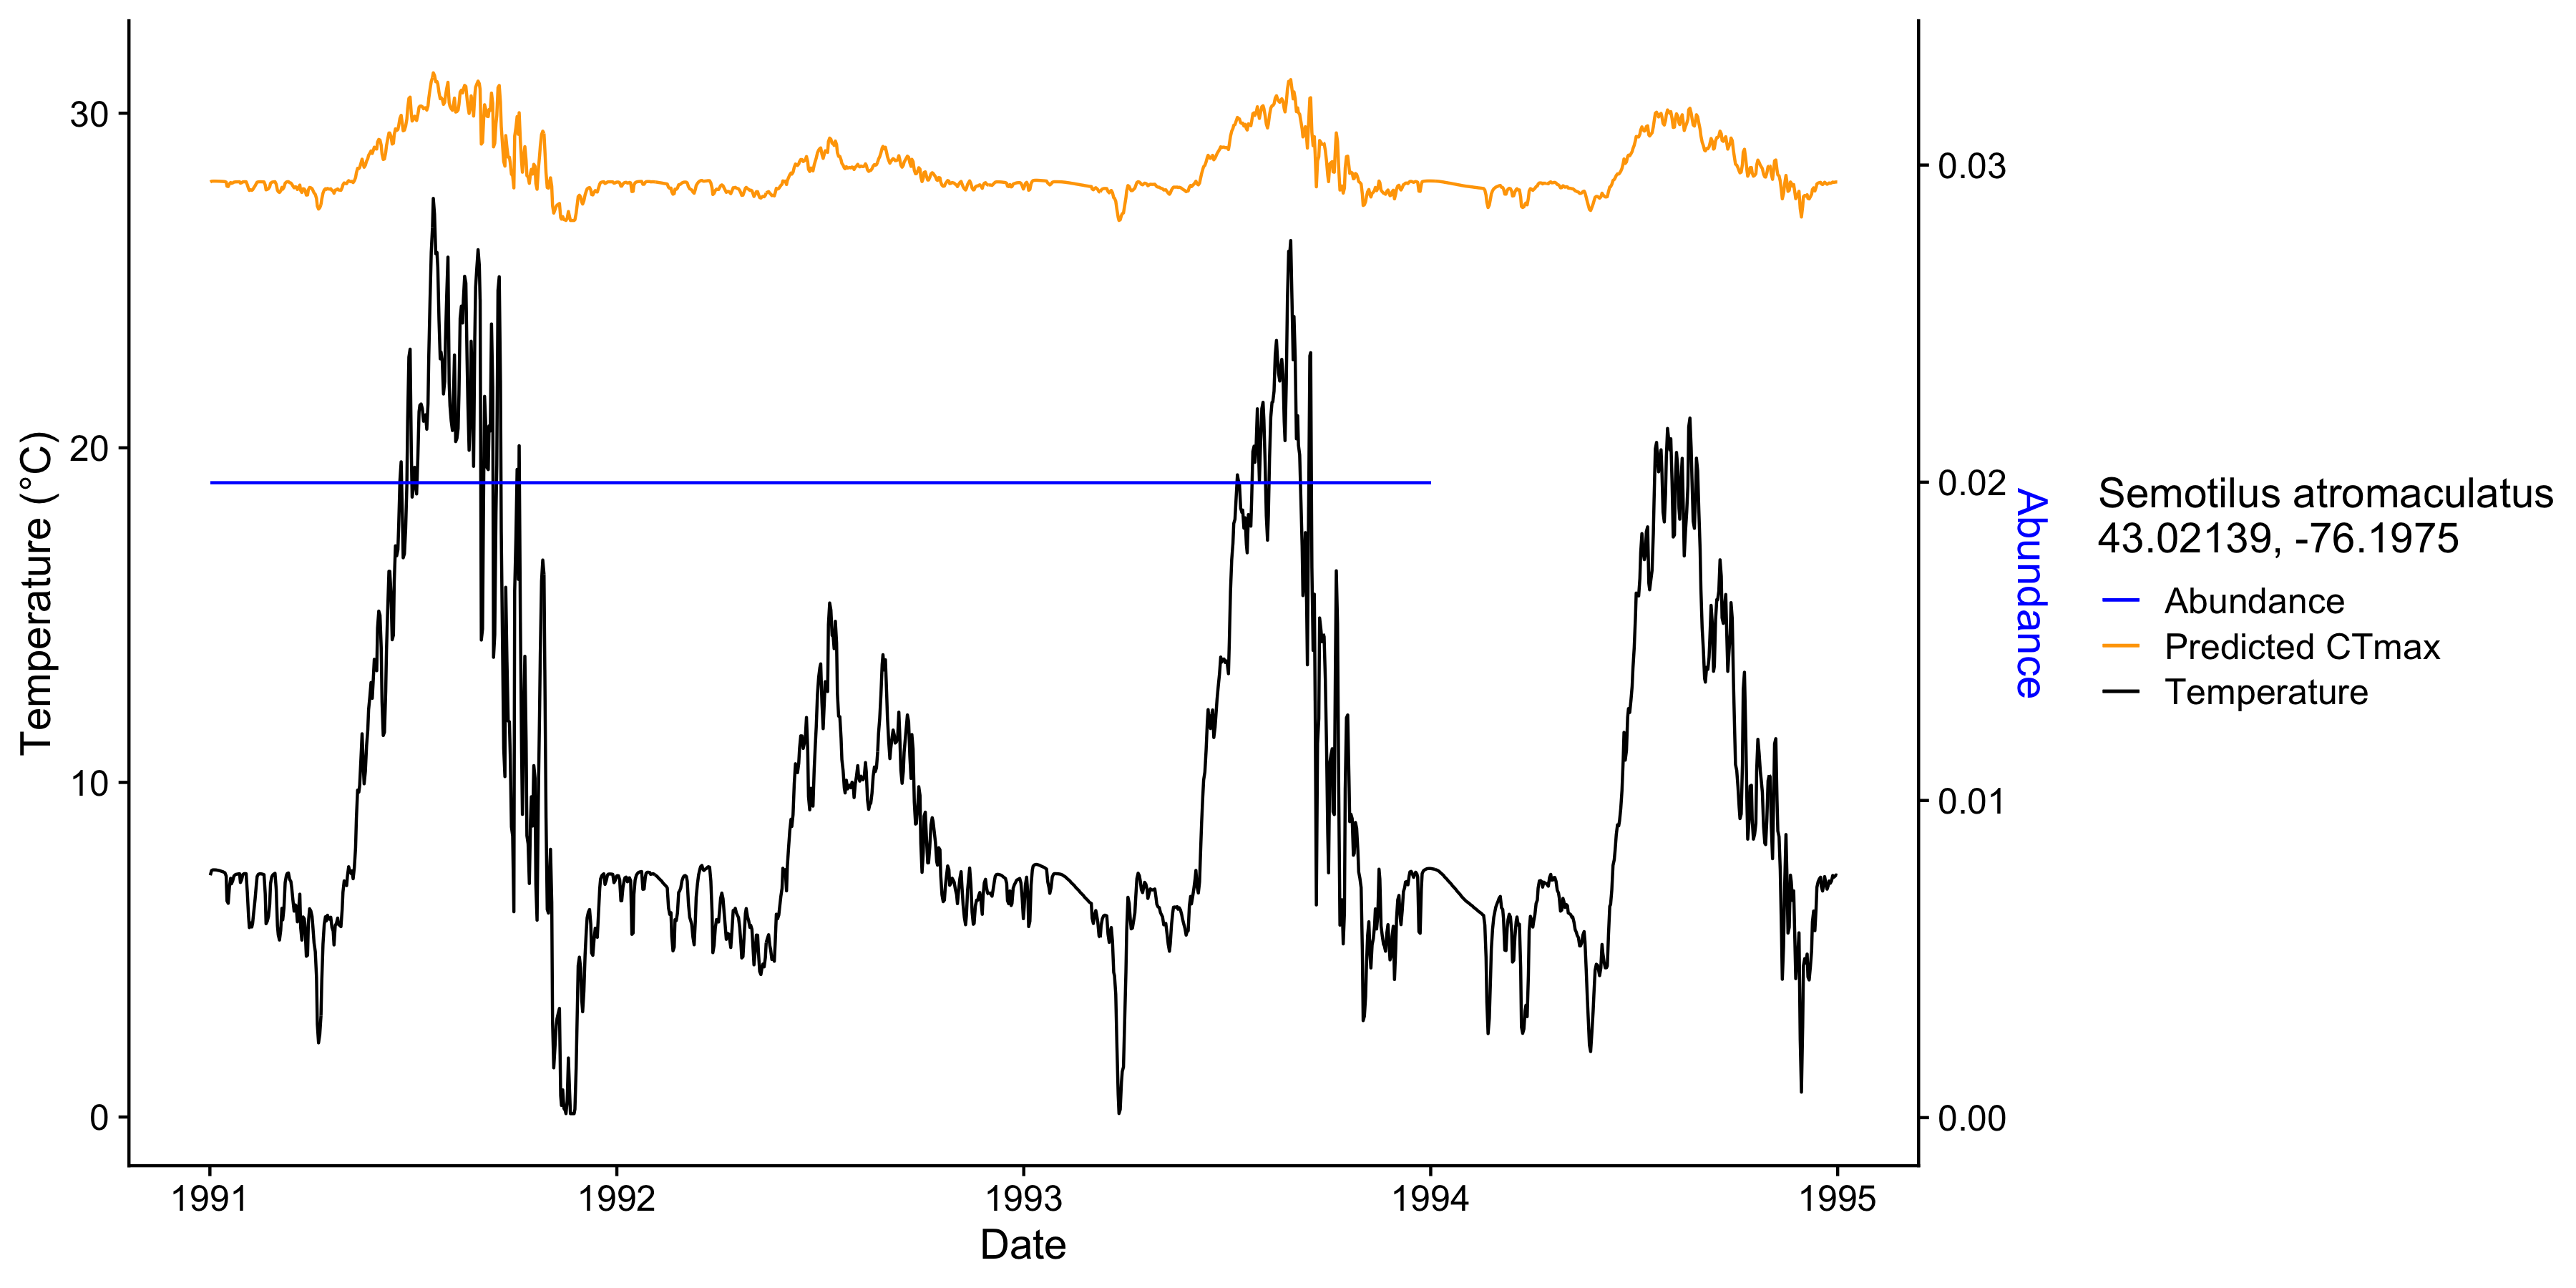 30
20
10
0
Temperature (°C)
1991
1992
1993
1994
1995
Date
0.03
0.02
0.01
0.00
Abundance
Semotilus atromaculatus
43.02139, -76.1975
Abundance
Predicted CTmax
Temperature